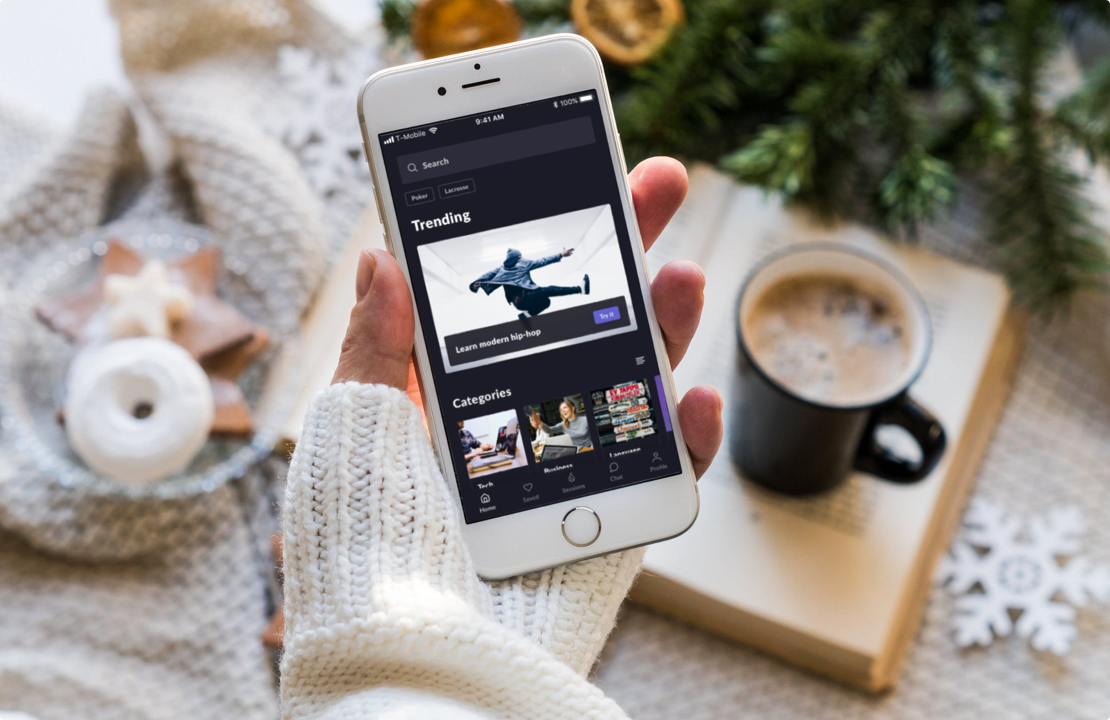 T-Mobile 9:41 AM 100%
Search
Poker Lacrosse
Trending
Learn modern hip-hop Try it
Categories
Tech Business Language
Home Saved Sessions Chat Profile